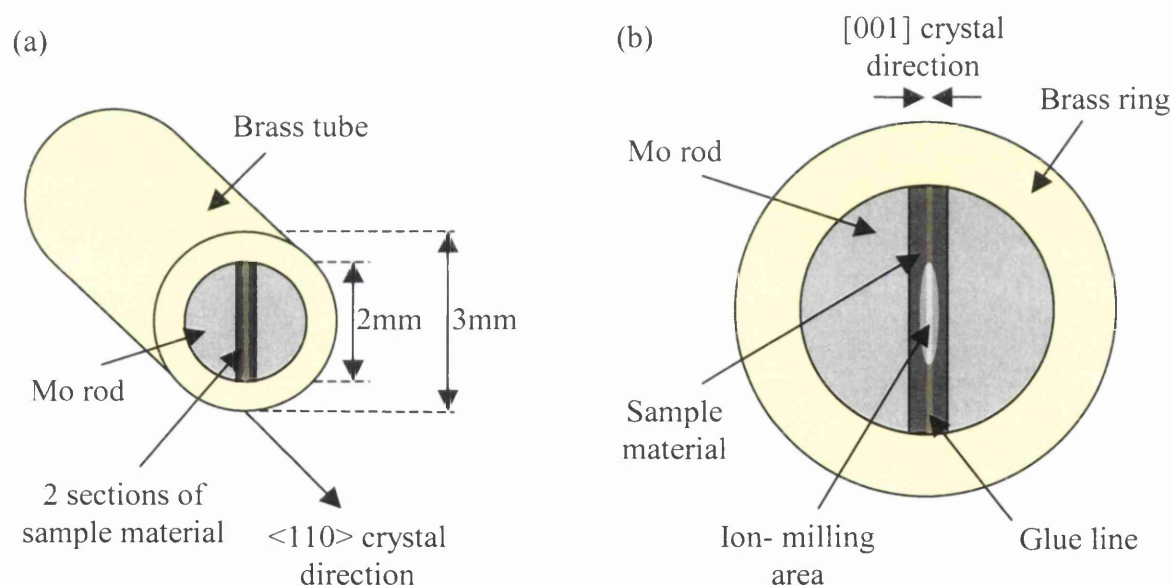 (a)
Brass tube
2mm
3mm
Mo rod
2 sections of
sample material
<110> crystal
direction
(b)
[001] crystal
direction
Brass ring
Mo rod
Sample
material
Ion- milling
area
Glue line